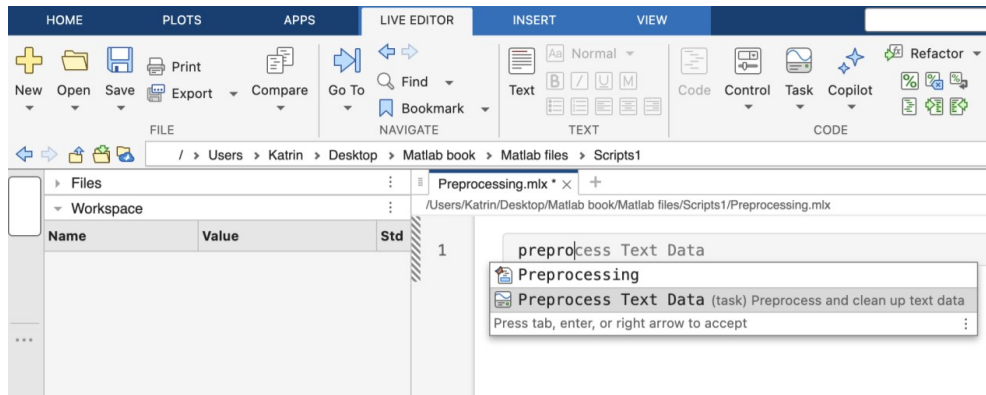 HOME PLOTS APPS LIVE EDITOR INSERT VIEW
New Open Save Print Export Compare Go To Find Bookmark Text Aa Normal B I U M Code Control Task Copilot Refactor
FILE NAVIGATE TEXT CODE
/ > Users > Katrin > Desktop > Matlab book > Matlab files > Scripts1
Files
Workspace
Name Value Std
Preprocessing.mlx *
/Users/Katrin/Desktop/Matlab book/Matlab files/Scripts1/Preprocessing.mlx
1 preprocess Text Data
Preprocessing
Preprocess Text Data (task) Preprocess and clean up text data
Press tab, enter, or right arrow to accept